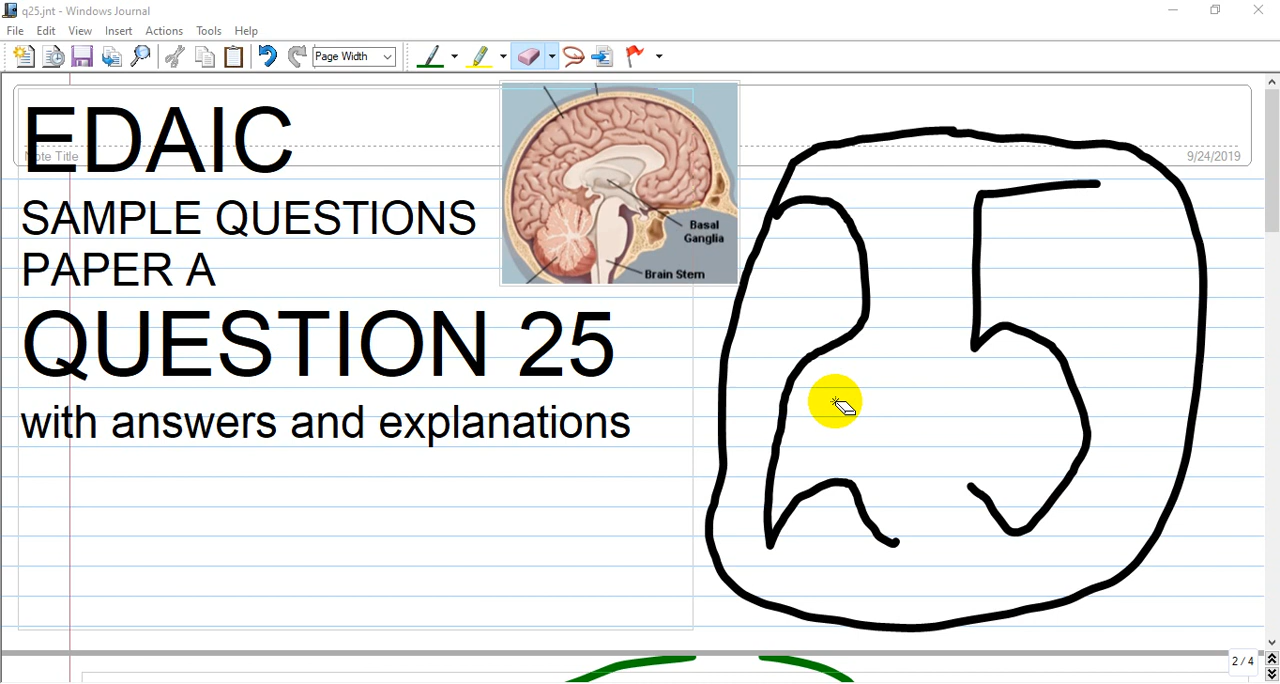 q25.jnt - Windows Journal
File Edit View Insert Actions Tools Help
Page Width
EDAIC
Note Title
9/24/2019
SAMPLE QUESTIONS
PAPER A
QUESTION 25
with answers and explanations
Basal
Ganglia
Brain Stem
25
2 / 4